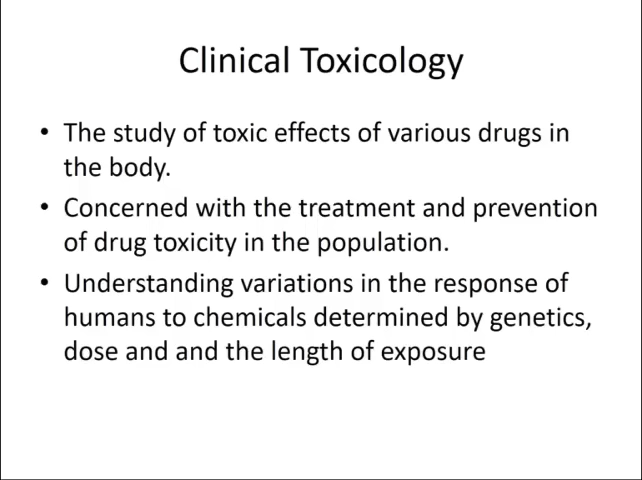 Clinical Toxicology
• The study of toxic effects of various drugs in
the body.
• Concerned with the treatment and prevention
of drug toxicity in the population.
• Understanding variations in the response of
humans to chemicals determined by genetics,
dose and and the length of exposure